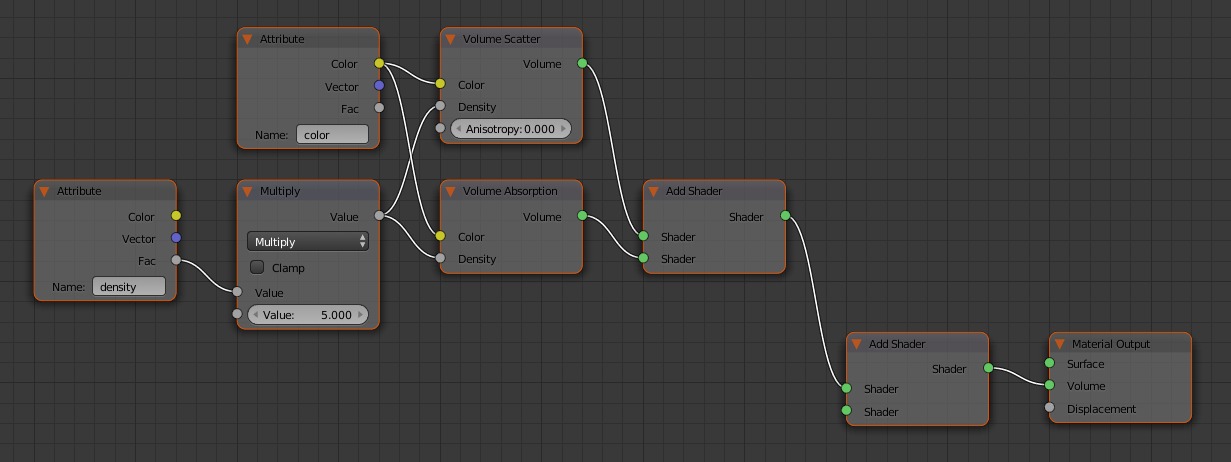 Attribute
Color
Vector
Fac
Name: color
Volume Scatter
Volume
Color
Density
Anisotropy: 0.000
Attribute
Color
Vector
Fac
Name: density
Multiply
Value
Multiply
Clamp
Value
Value: 5.000
Volume Absorption
Volume
Color
Density
Add Shader
Shader
Shader
Shader
Add Shader
Shader
Shader
Shader
Material Output
Surface
Volume
Displacement